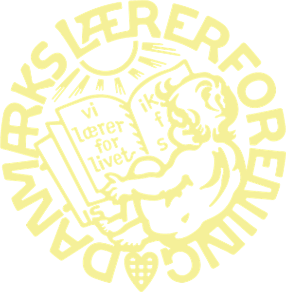 DANMARKS LÆRERFORENING
vi
lærer
for
livet
ik
f
s